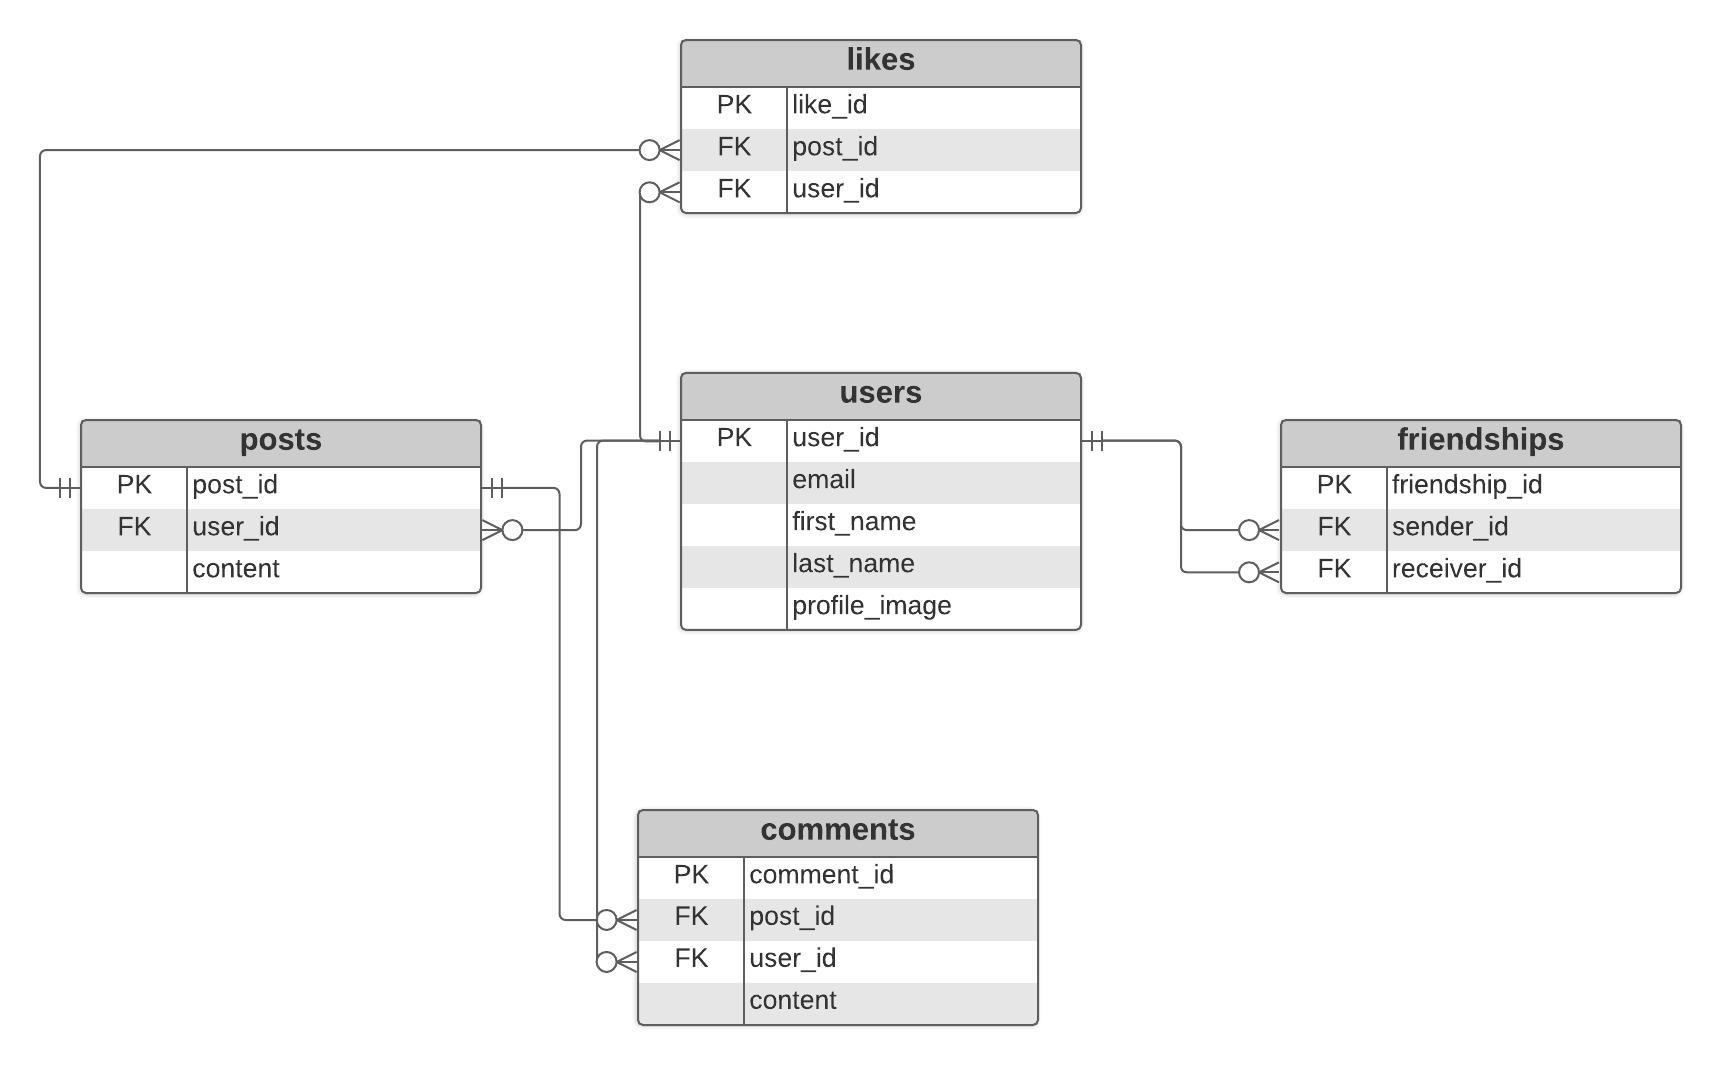 likes
PK like_id
FK post_id
FK user_id
users
PK user_id
email
first_name
last_name
profile_image
posts
PK post_id
FK user_id
content
friendships
PK friendship_id
FK sender_id
FK receiver_id
comments
PK comment_id
FK post_id
FK user_id
content